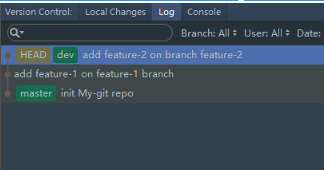 Version Control: Local Changes Log Console
Branch: All User: All Date:
HEAD dev add feature-2 on branch feature-2
add feature-1 on feature-1 branch
master init My-git repo